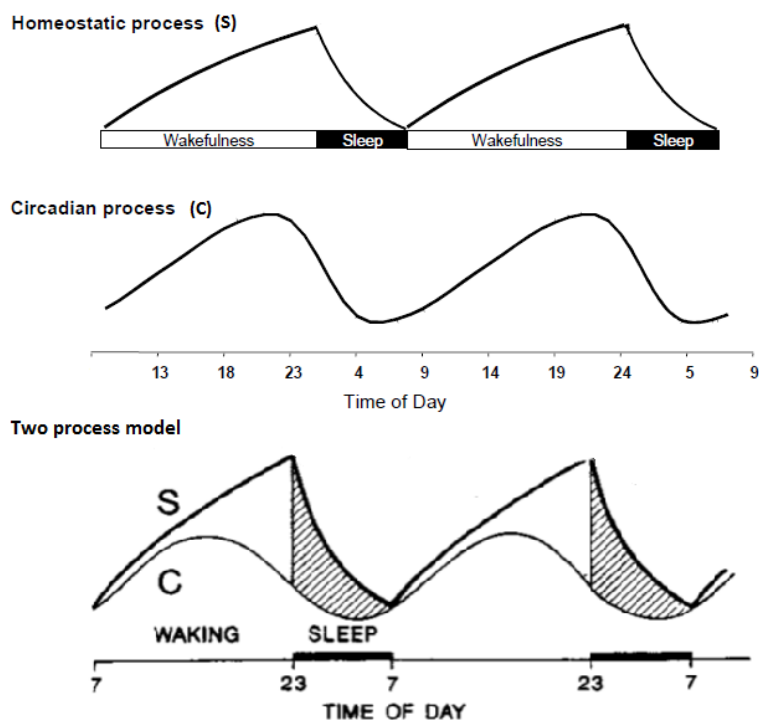 Homeostatic process (S)
Wakefulness Sleep Wakefulness Sleep
Circadian process (C)
13 18 23 4 9 14 19 24 5 9
Time of Day
Two process model
S
C
WAKING SLEEP
7 23 7 23 7
TIME OF DAY